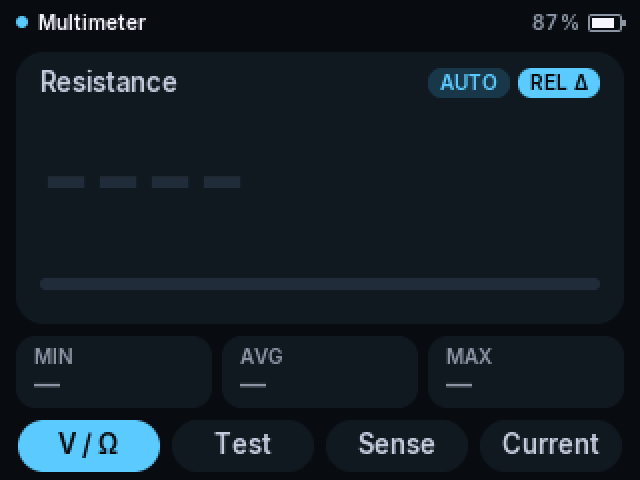 Multimeter 87%
Resistance AUTO REL Δ
— — — —
MIN AVG MAX
— — —
V / Ω Test Sense Current